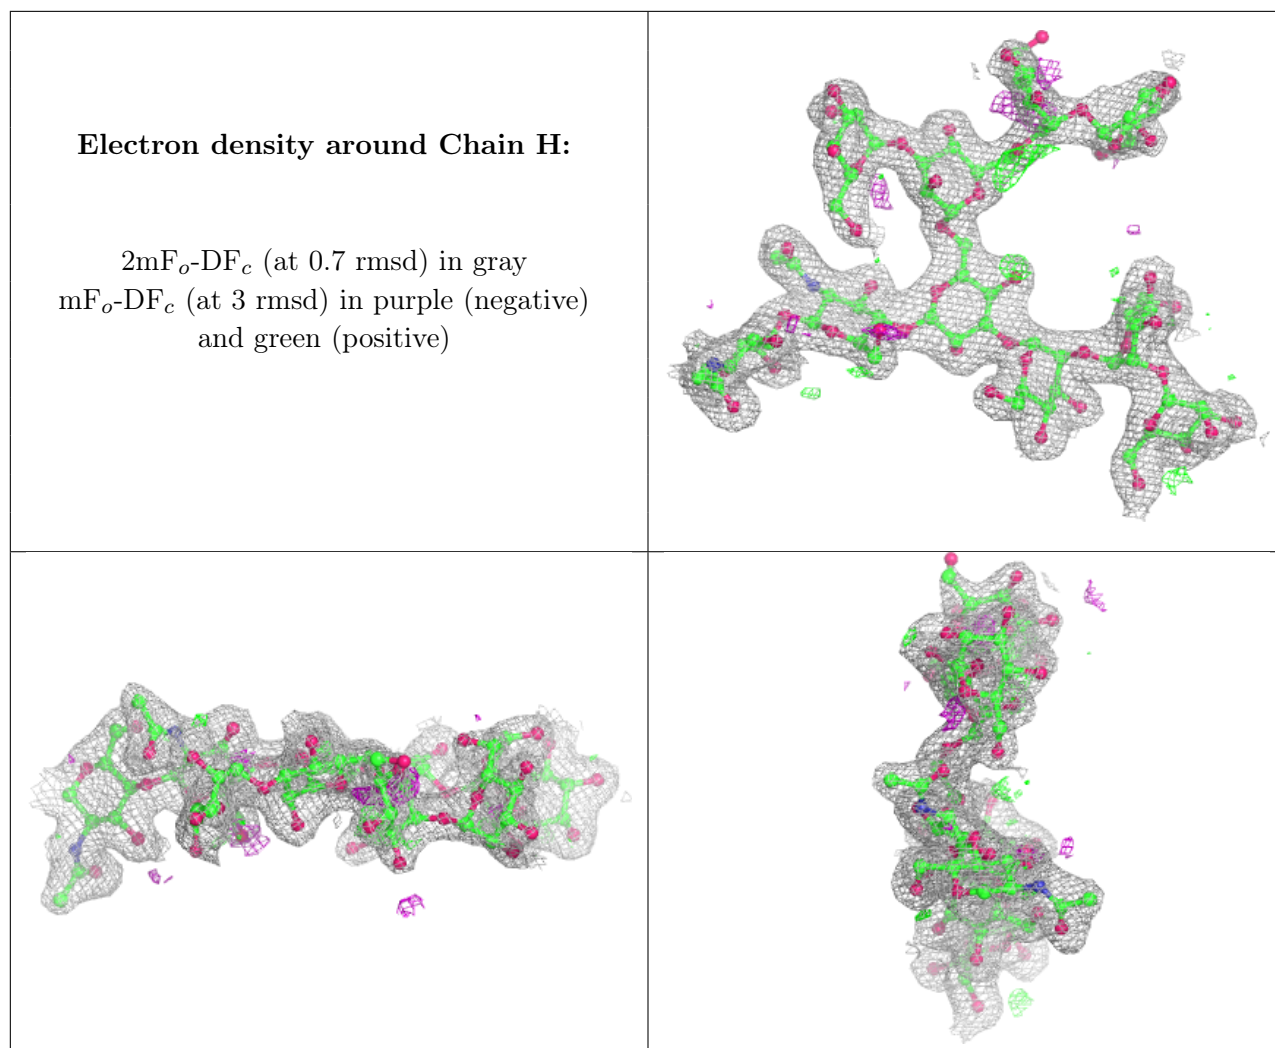 Electron density around Chain H:
2mFₒ-DF𝒸 (at 0.7 rmsd) in gray
mFₒ-DF𝒸 (at 3 rmsd) in purple (negative)
and green (positive)